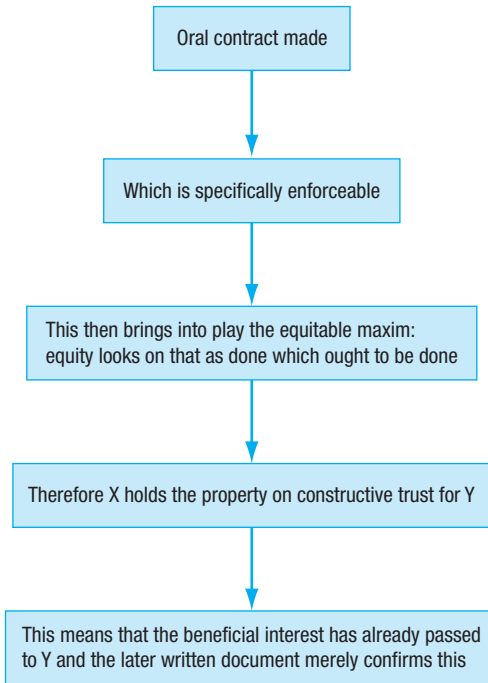 Oral contract made
Which is specifically enforceable
This then brings into play the equitable maxim:
equity looks on that as done which ought to be done
Therefore X holds the property on constructive trust for Y
This means that the beneficial interest has already passed
to Y and the later written document merely confirms this